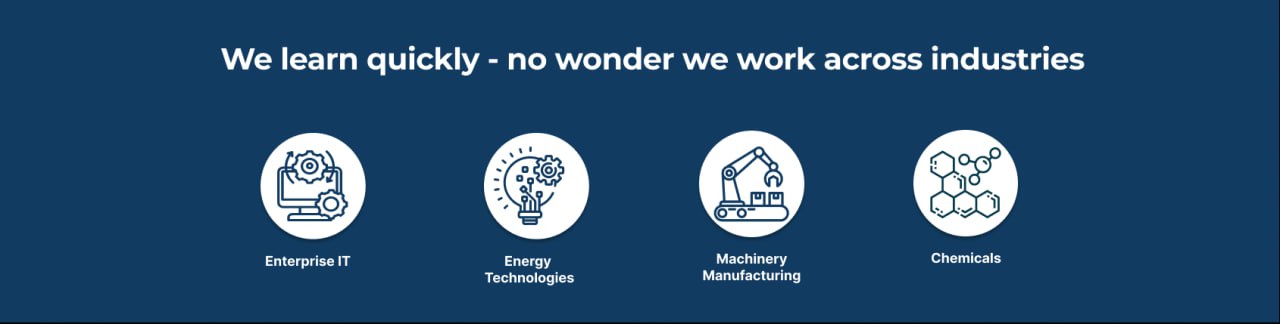 We learn quickly - no wonder we work across industries
Enterprise IT
Energy
Technologies
Machinery
Manufacturing
Chemicals